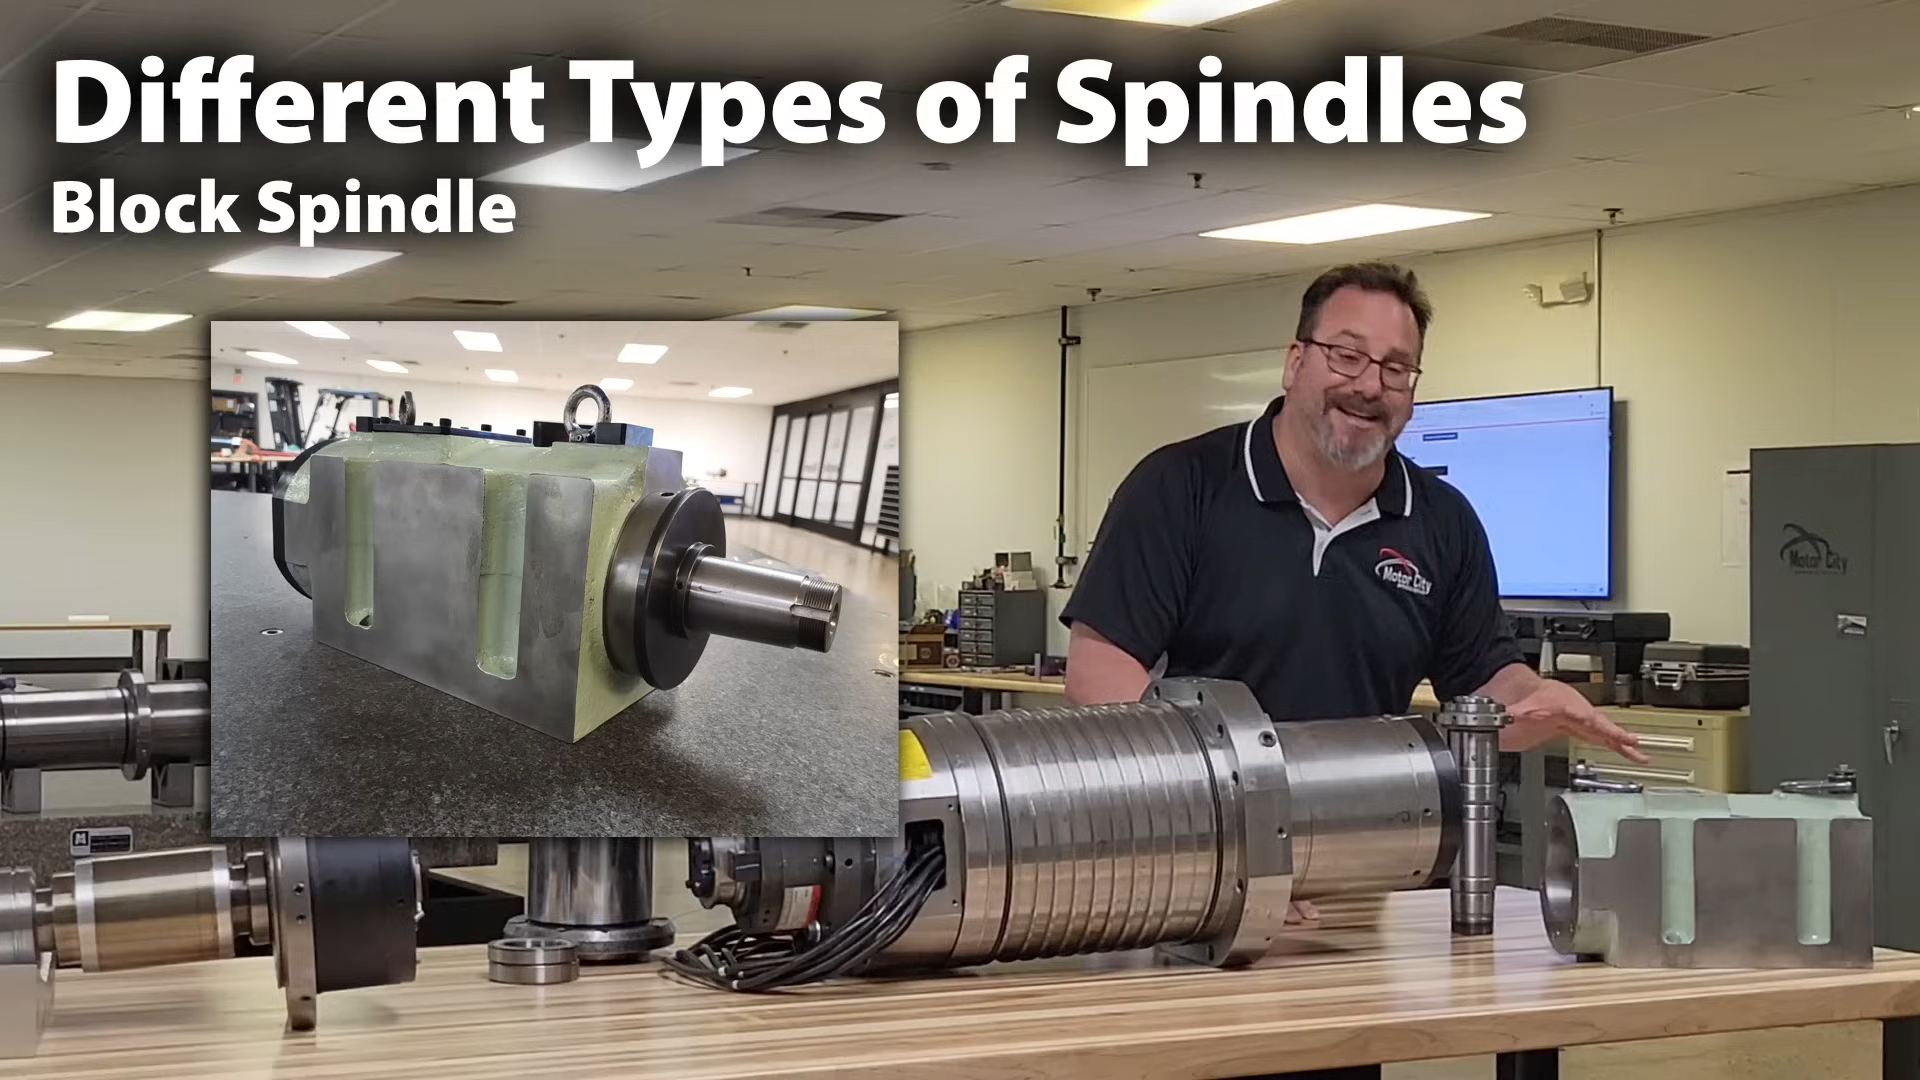 Different Types of Spindles
Block Spindle
Motor City
Motor City